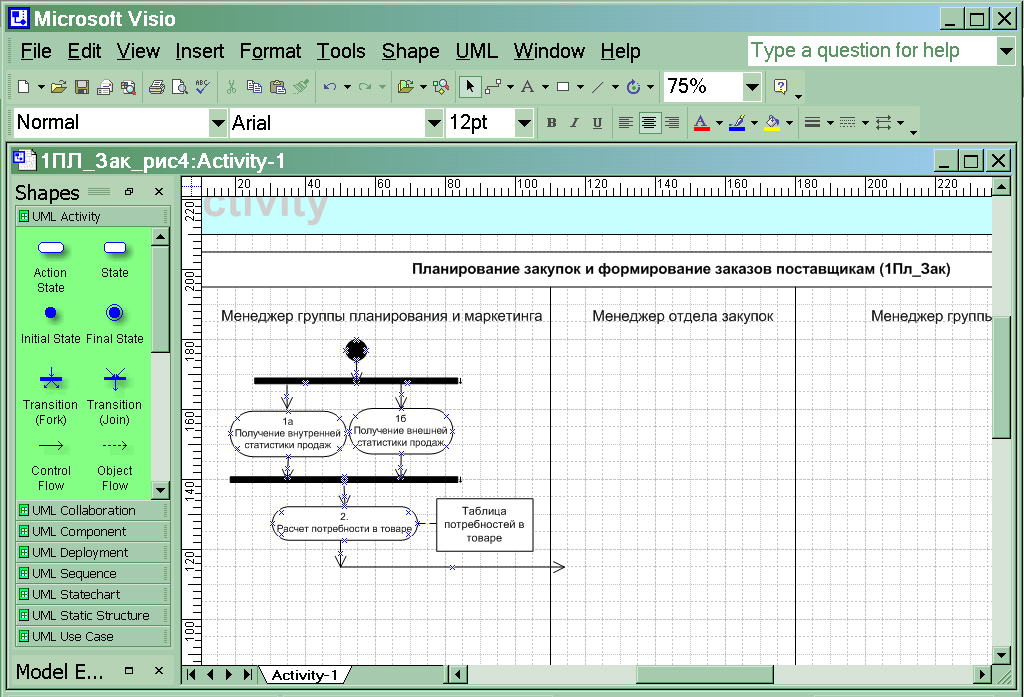 Microsoft Visio
File Edit View Insert Format Tools Shape UML Window Help
Type a question for help
75%
Normal
Arial
12pt
B I U
1ПЛ_Зак_рис4:Activity-1
Shapes
UML Activity
Action State
State
Initial State
Final State
Transition (Fork)
Transition (Join)
Control Flow
Object Flow
UML Collaboration
UML Component
UML Deployment
UML Sequence
UML Statechart
UML Static Structure
UML Use Case
Model E...
20 40 60 80 100 120 140 160 180 200 220
220
200
180
160
140
120
100
ctivity
Планирование закупок и формирование заказов поставщикам (1Пл_Зак)
Менеджер группы планирования и маркетинга
Менеджер отдела закупок
Менеджер группы
1а
Получение внутренней
статистики продаж
1б
Получение внешней
статистики продаж
2.
Расчет потребности в товаре
Таблица
потребностей в
товаре
Activity-1